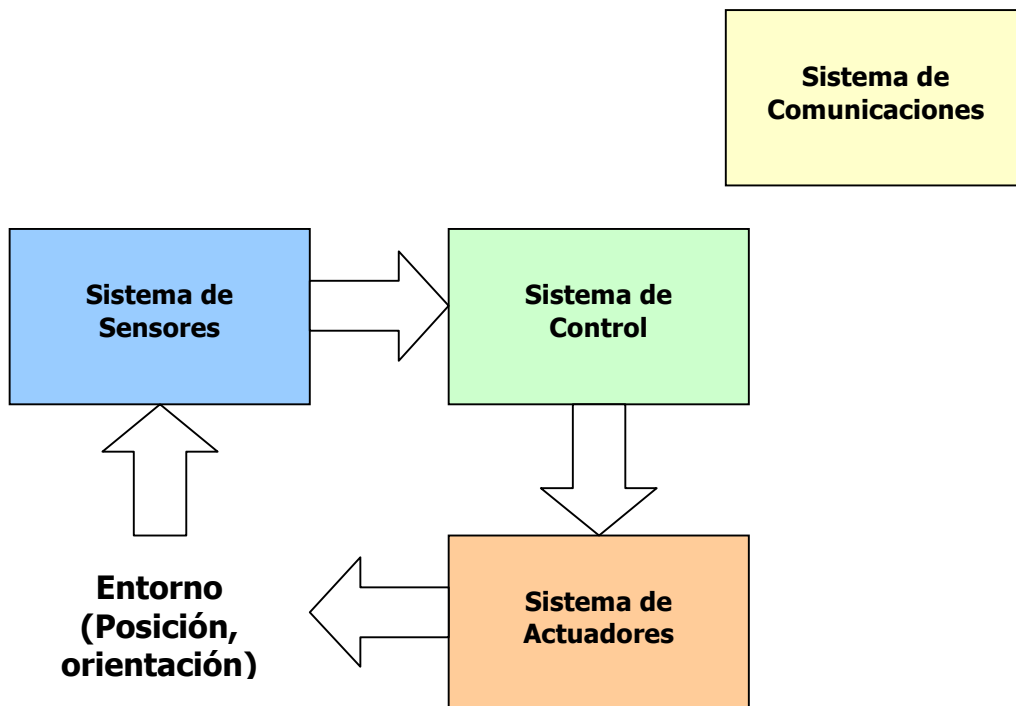 Sistema de
Comunicaciones
Sistema de
Sensores
Sistema de
Control
Entorno
(Posición,
orientación)
Sistema de
Actuadores